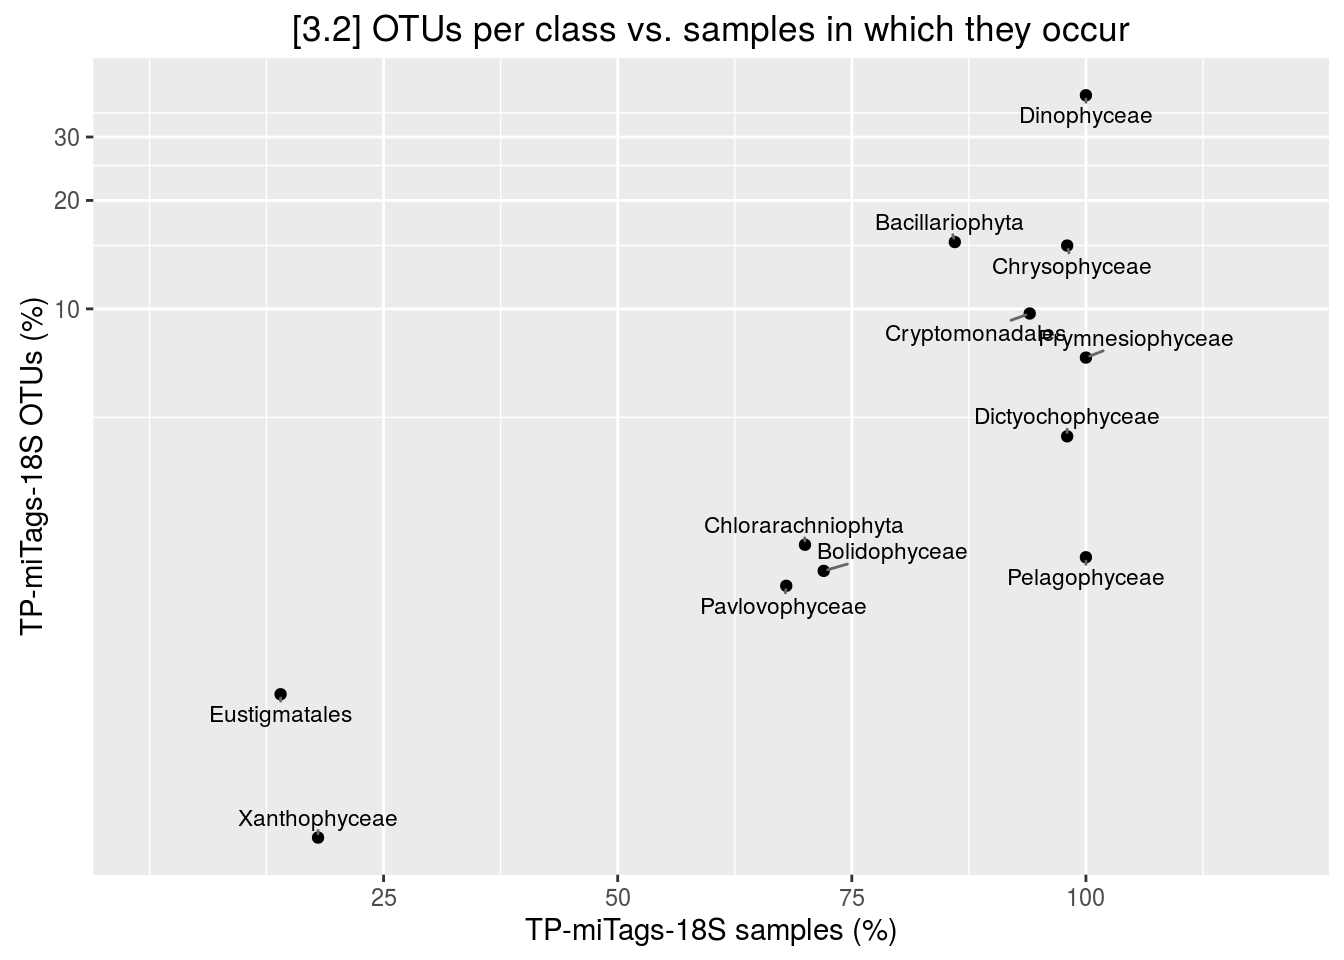 [3.2] OTUs per class vs. samples in which they occur
Dinophyceae
30
20
Bacillariophyta
Chrysophyceae
10
Cryptomonadales
Prymnesiophyceae
Dictyochophyceae
Chlorarachniophyta
Bolidophyceae
Pelagophyceae
Pavlovophyceae
Eustigmatales
Xanthophyceae
TP-miTags-18S OTUs (%)
25 50 75 100
TP-miTags-18S samples (%)